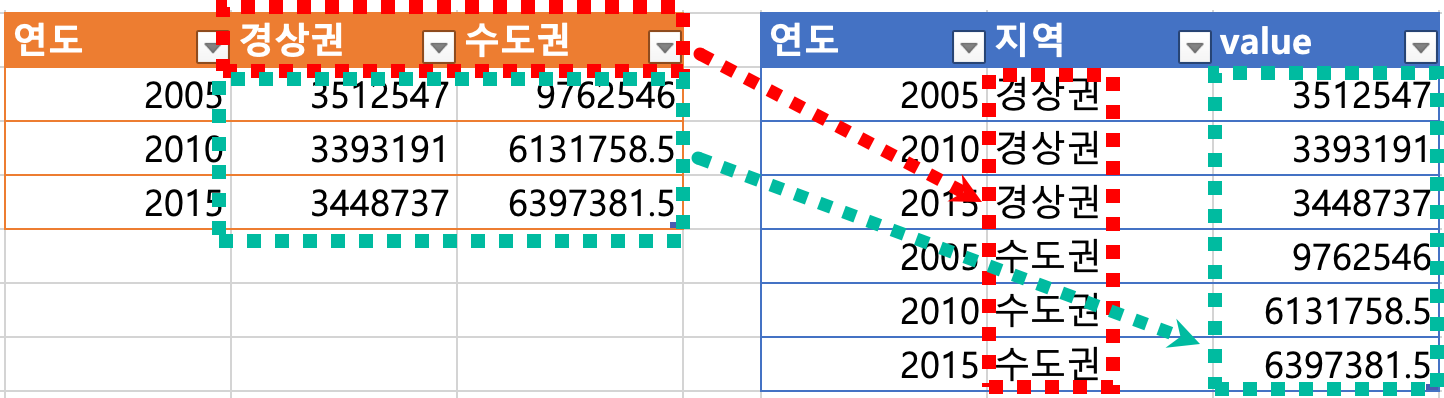 연도 경상권 수도권 연도 지역 value
2005 3512547 9762546 2005 경상권 3512547
2010 3393191 6131758.5 2010 경상권 3393191
2015 3448737 6397381.5 2015 경상권 3448737
2005 수도권 9762546
2010 수도권 6131758.5
2015 수도권 6397381.5